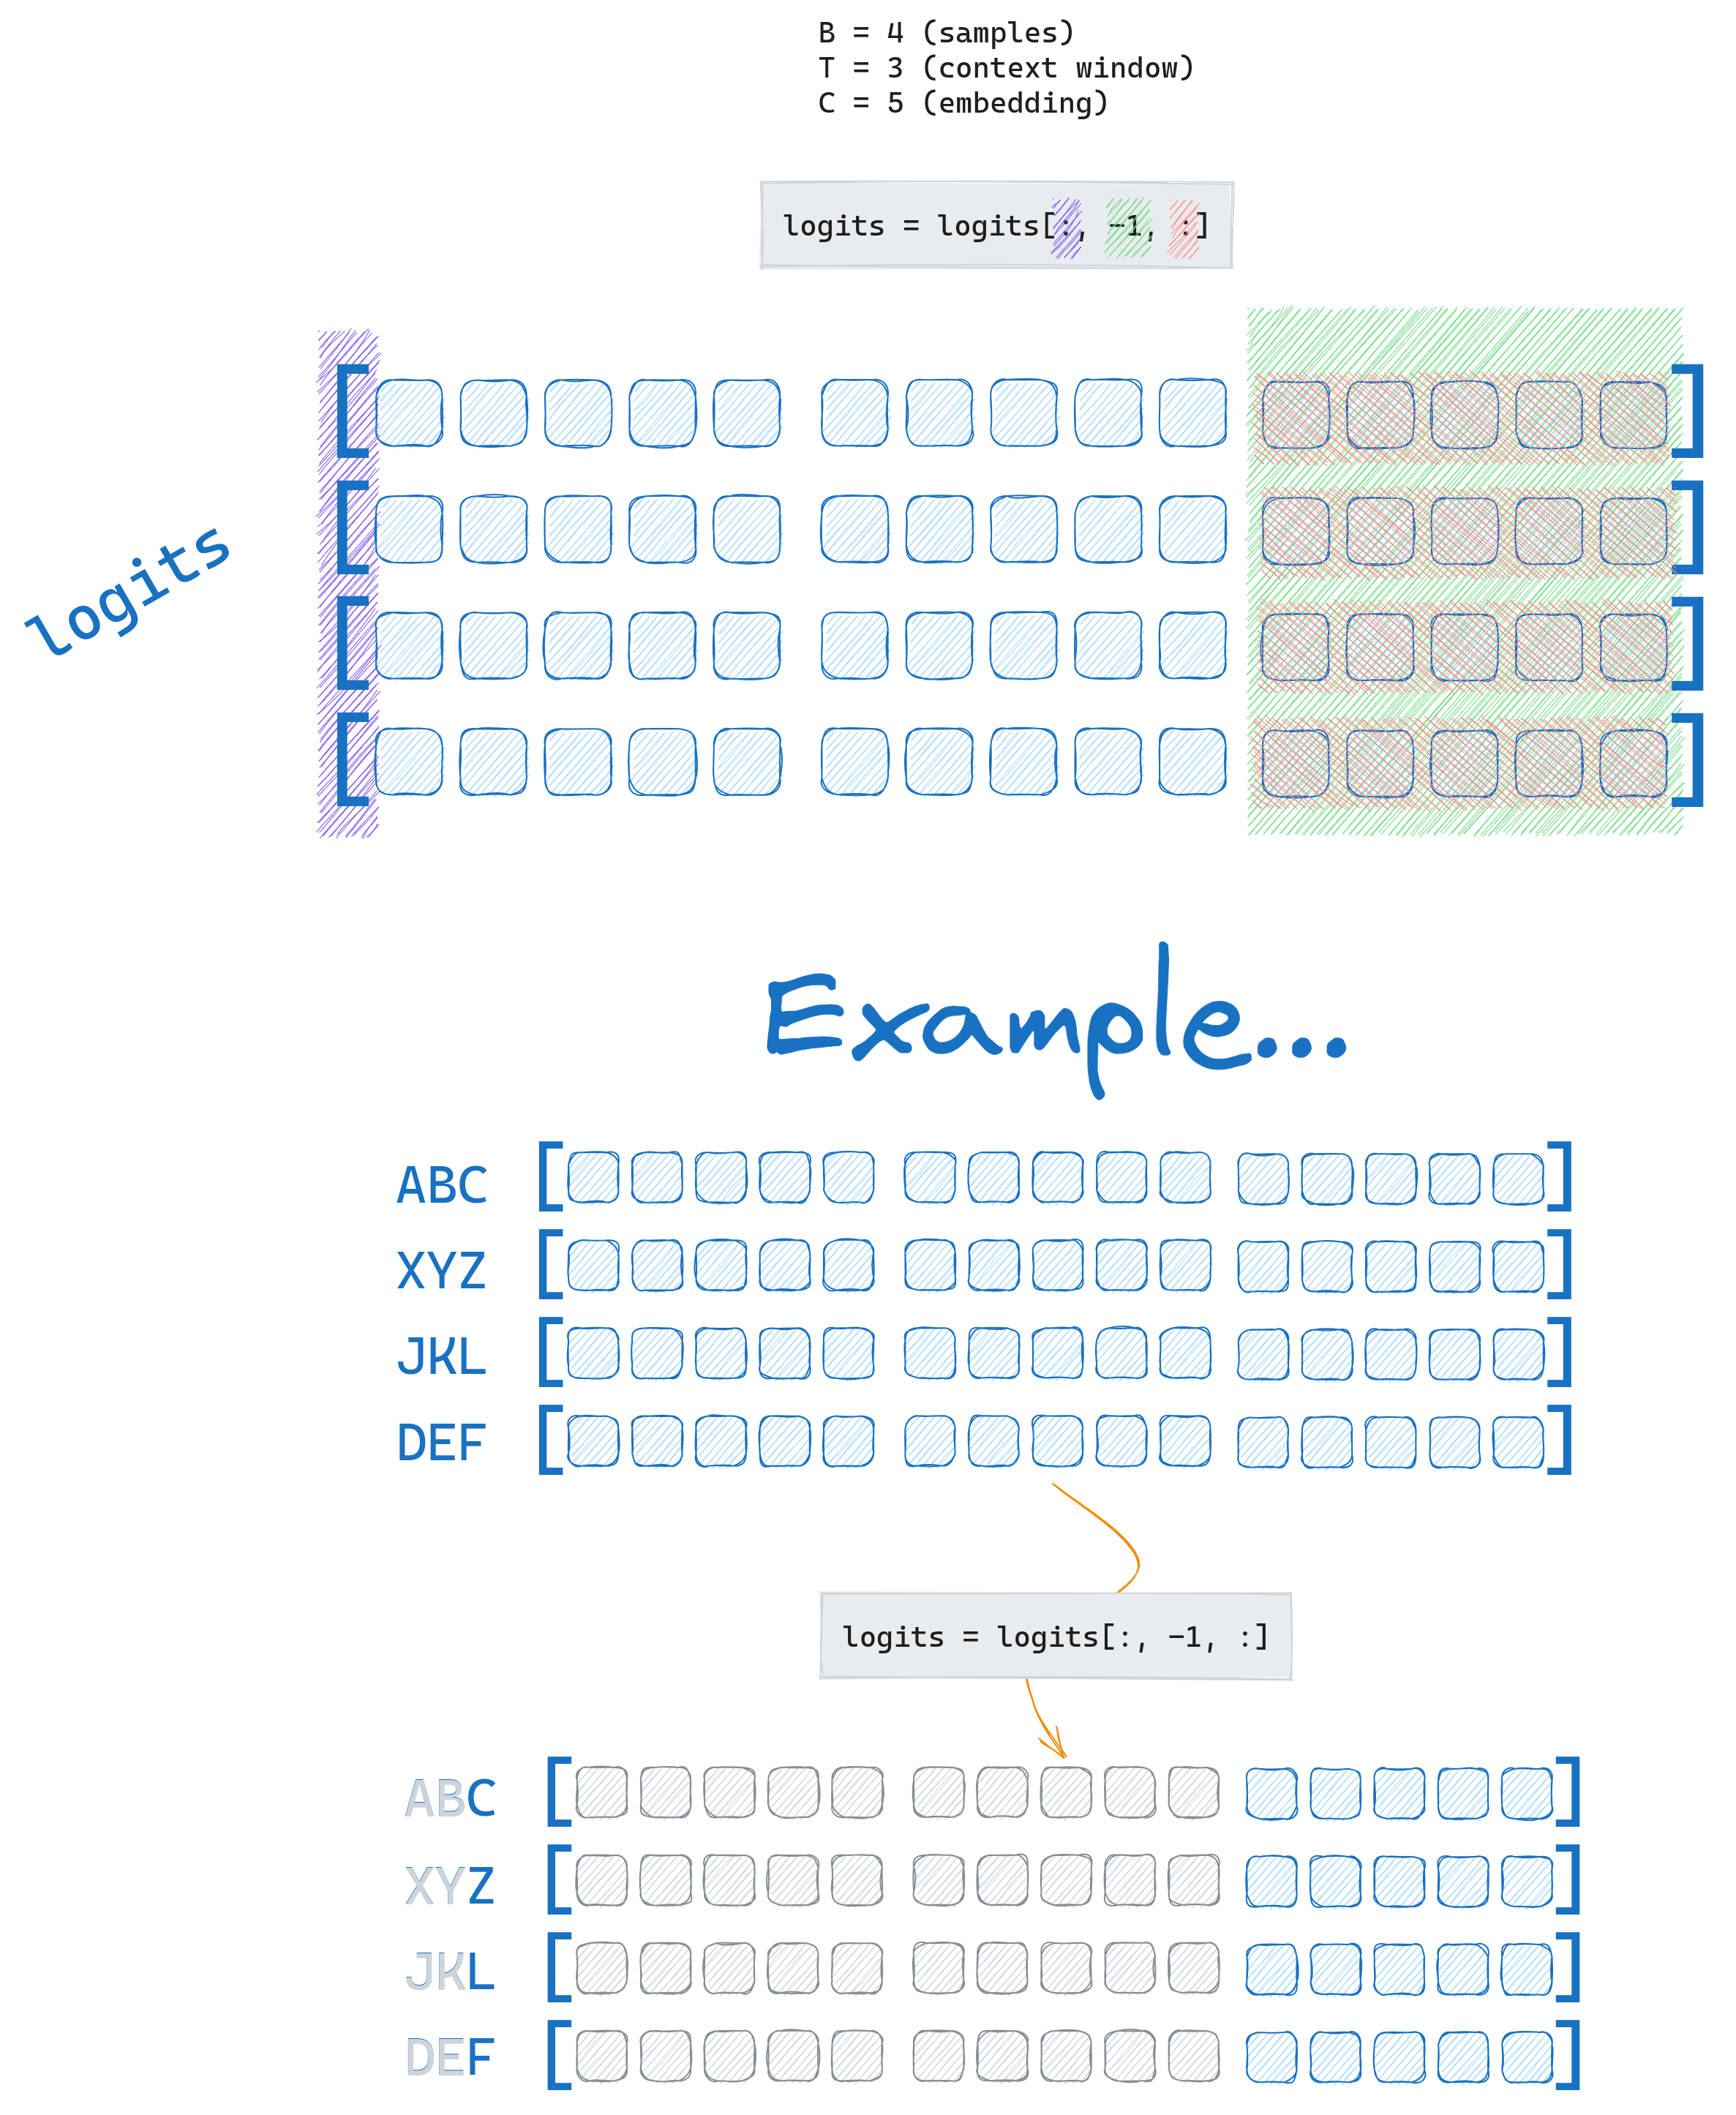 B = 4 (samples)
T = 3 (context window)
C = 5 (embedding)
logits = logits[:, -1, :]
logits
Example...
ABC
XYZ
JKL
DEF
logits = logits[:, -1, :]
ABC
XYZ
JKL
DEF